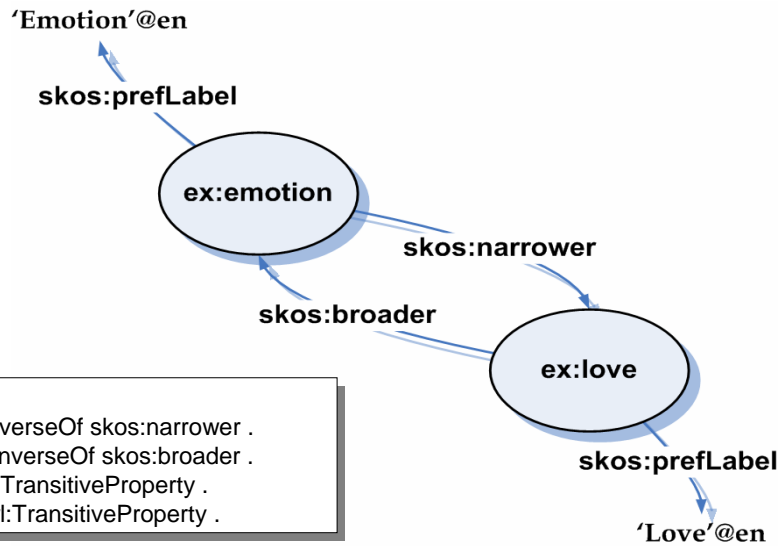 'Emotion'@en
skos:prefLabel
ex:emotion
skos:narrower
skos:broader
ex:love
verseOf skos:narrower .
nverseOf skos:broader .
TransitiveProperty .
l:TransitiveProperty .
skos:prefLabel
'Love'@en